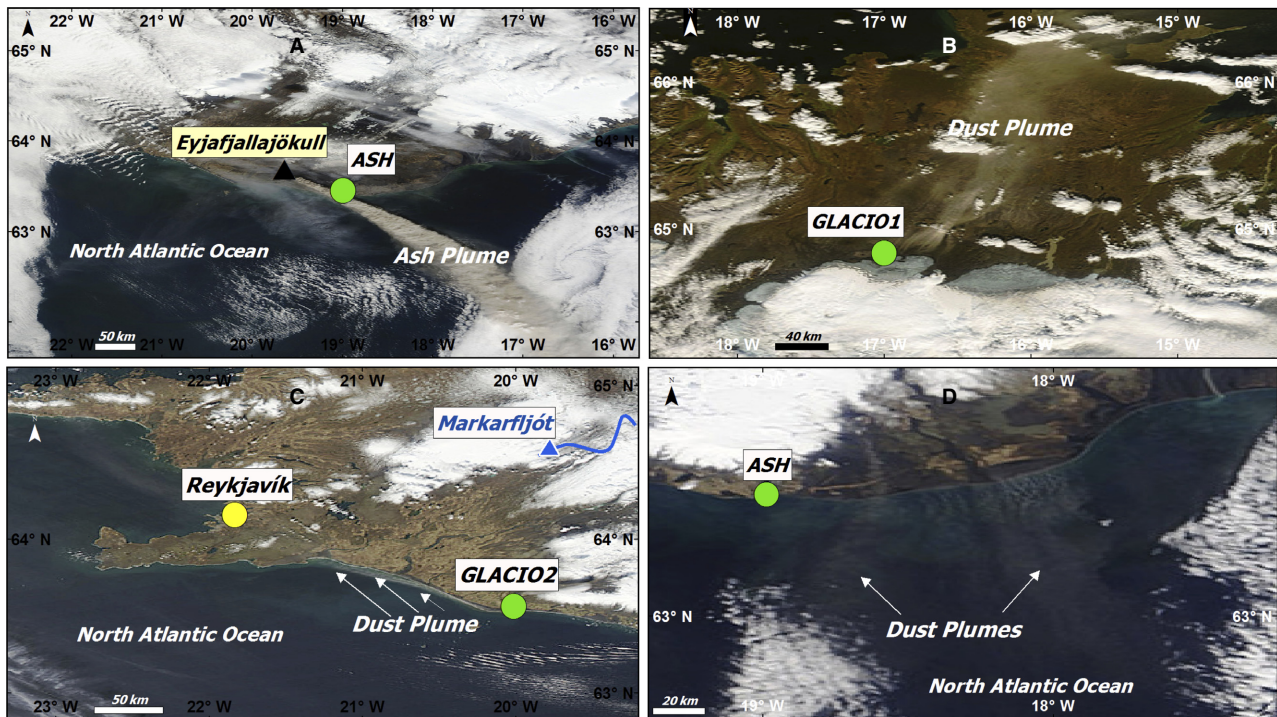 N
22° W 21° W 20° W 19° W 18° W 17° W 16° W
A
65° N 65° N
64° N 64° N
Eyjafjallajökull
ASH
63° N 63° N
North Atlantic Ocean
Ash Plume
50 km
22° W 21° W 20° W 19° W 18° W 17° W 16° W
N
18° W 17° W 16° W 15° W
B
66° N 66° N
Dust Plume
GLACIO1
65° N 65° N
40 km
18° W 17° W 16° W 15° W
23° W 22° W 21° W 20° W
C
65° N
N
Markarfljót
Reykjavík
64° N 64° N
GLACIO2
Dust Plume
North Atlantic Ocean
63° N
50 km
23° W 22° W 21° W 20° W
N
19° W 18° W
D
ASH
63° N 63° N
Dust Plumes
North Atlantic Ocean
20 km
19° W 18° W